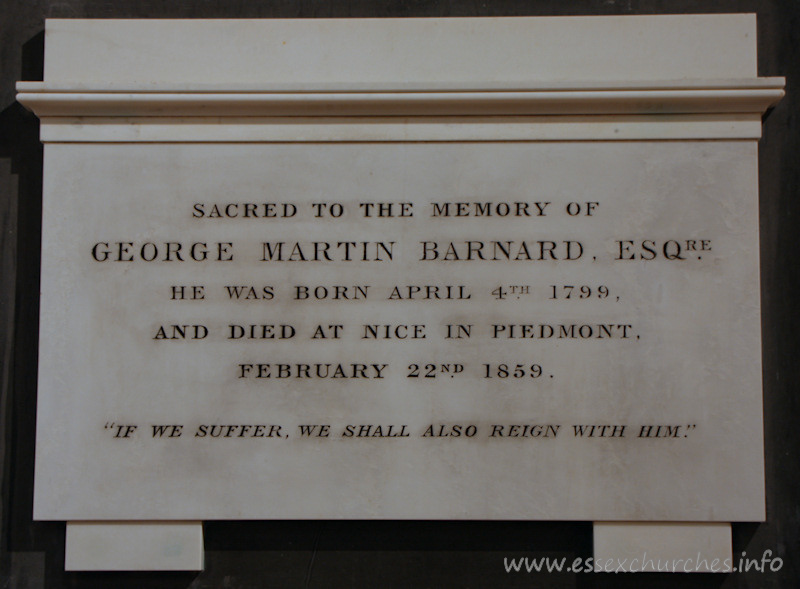 SACRED TO THE MEMORY OF
GEORGE MARTIN BARNARD, ESQRE.
HE WAS BORN APRIL 4TH 1799,
AND DIED AT NICE IN PIEDMONT,
FEBRUARY 22ND 1859.
"IF WE SUFFER, WE SHALL ALSO REIGN WITH HIM."
www.essexchurches.info